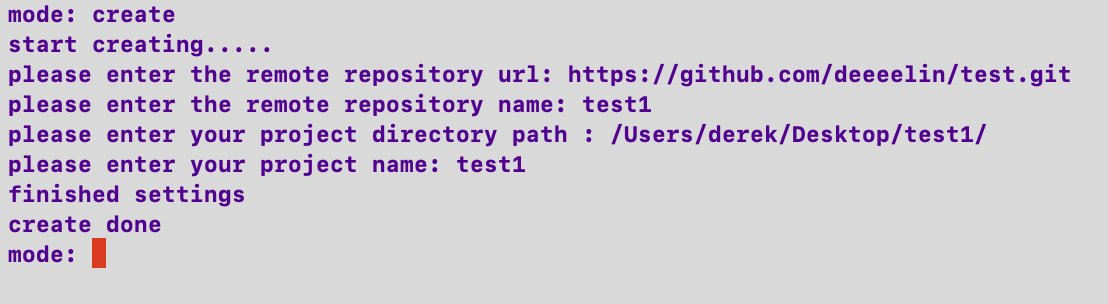 mode: create
start creating.....
please enter the remote repository url: https://github.com/deeeelin/test.git
please enter the remote repository name: test1
please enter your project directory path : /Users/derek/Desktop/test1/
please enter your project name: test1
finished settings
create done
mode: